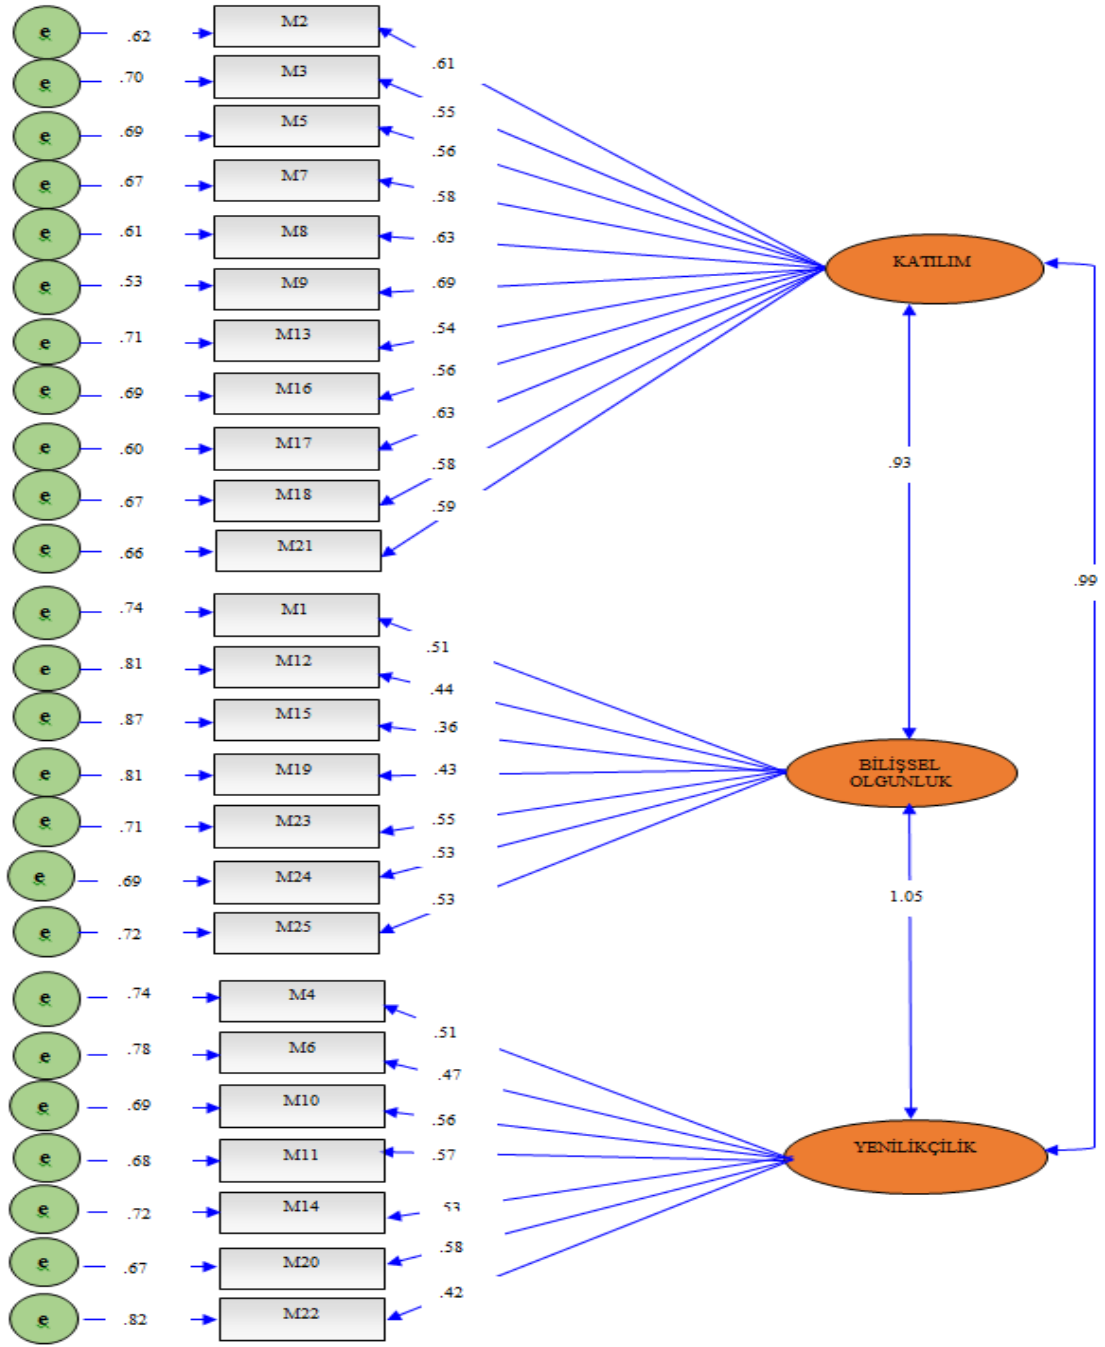 e .62 M2 .61
e .70 M3 .55
e .69 M5 .56
e .67 M7 .58
e .61 M8 .63
e .53 M9 .69
e .71 M13 .54
e .69 M16 .56
e .60 M17 .63
e .67 M18 .58
e .66 M21 .59
KATILIM
.93
.99
e .74 M1 .51
e .81 M12 .44
e .87 M15 .36
e .81 M19 .43
e .71 M23 .55
e .69 M24 .53
e .72 M25 .53
BİLİŞSEL
OLGUNLUK
1.05
e .74 M4 .51
e .78 M6 .47
e .69 M10 .56
e .68 M11 .57
e .72 M14 .53
e .67 M20 .58
e .82 M22 .42
YENİLİKÇİLİK